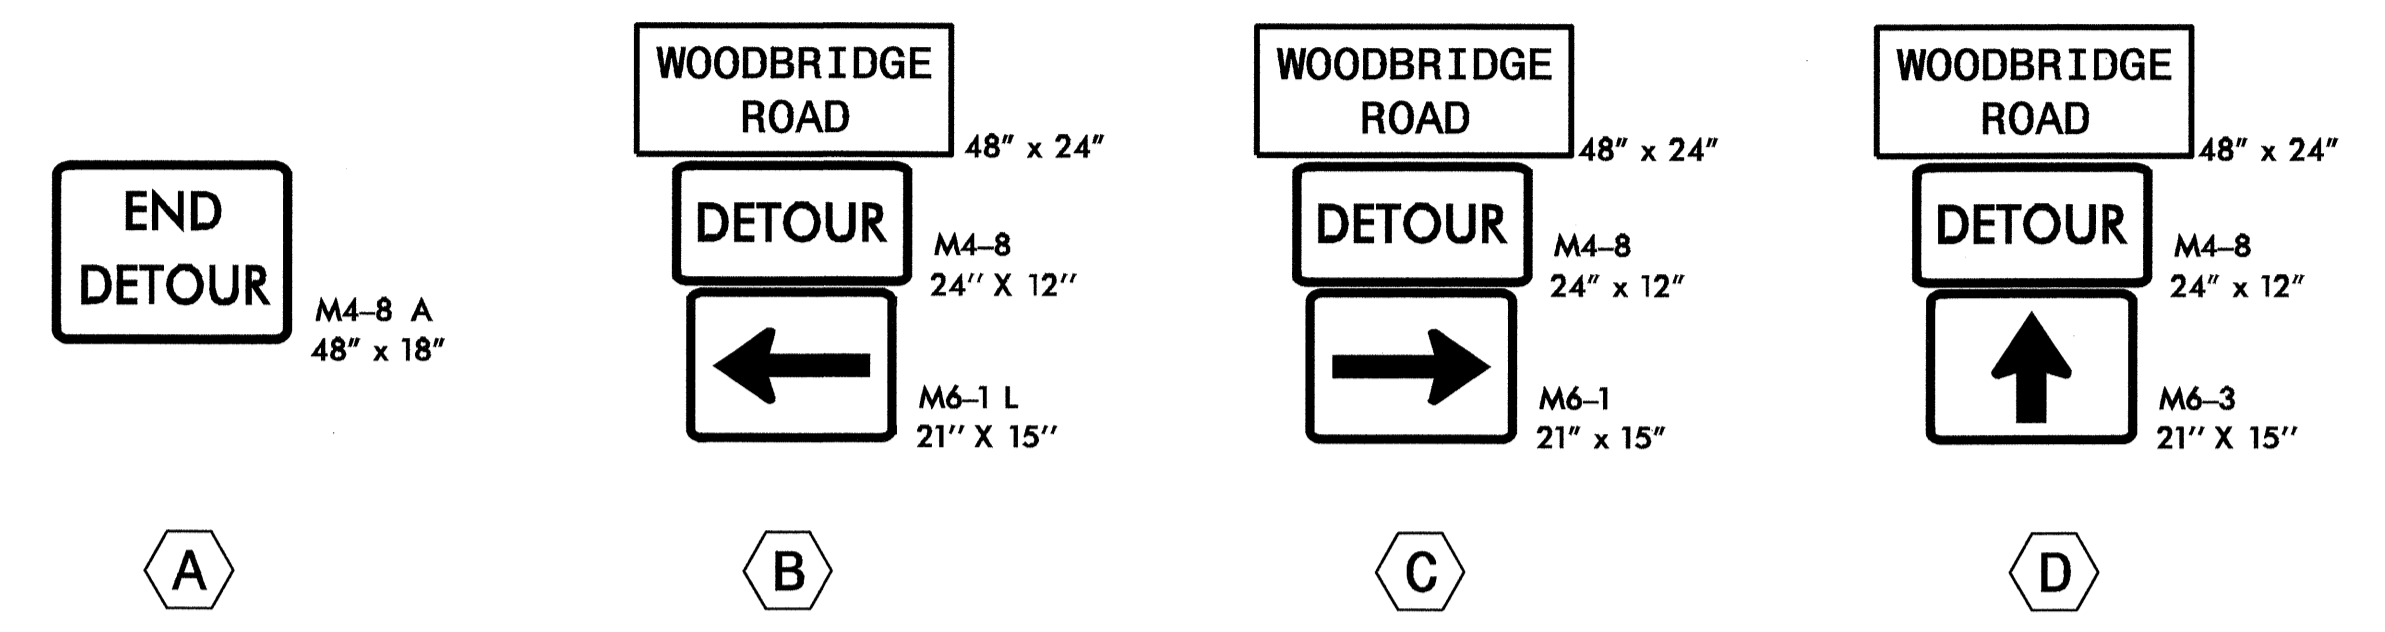 END
DETOUR
M4–8 A
48" x 18"
A
WOODBRIDGE
ROAD
48" x 24"
DETOUR
M4–8
24'' X 12''
M6–1 L
21'' X 15''
B
WOODBRIDGE
ROAD
48" x 24"
DETOUR
M4–8
24" x 12"
M6–1
21" x 15"
C
WOODBRIDGE
ROAD
48" x 24"
DETOUR
M4–8
24" x 12"
M6–3
21'' X 15''
D